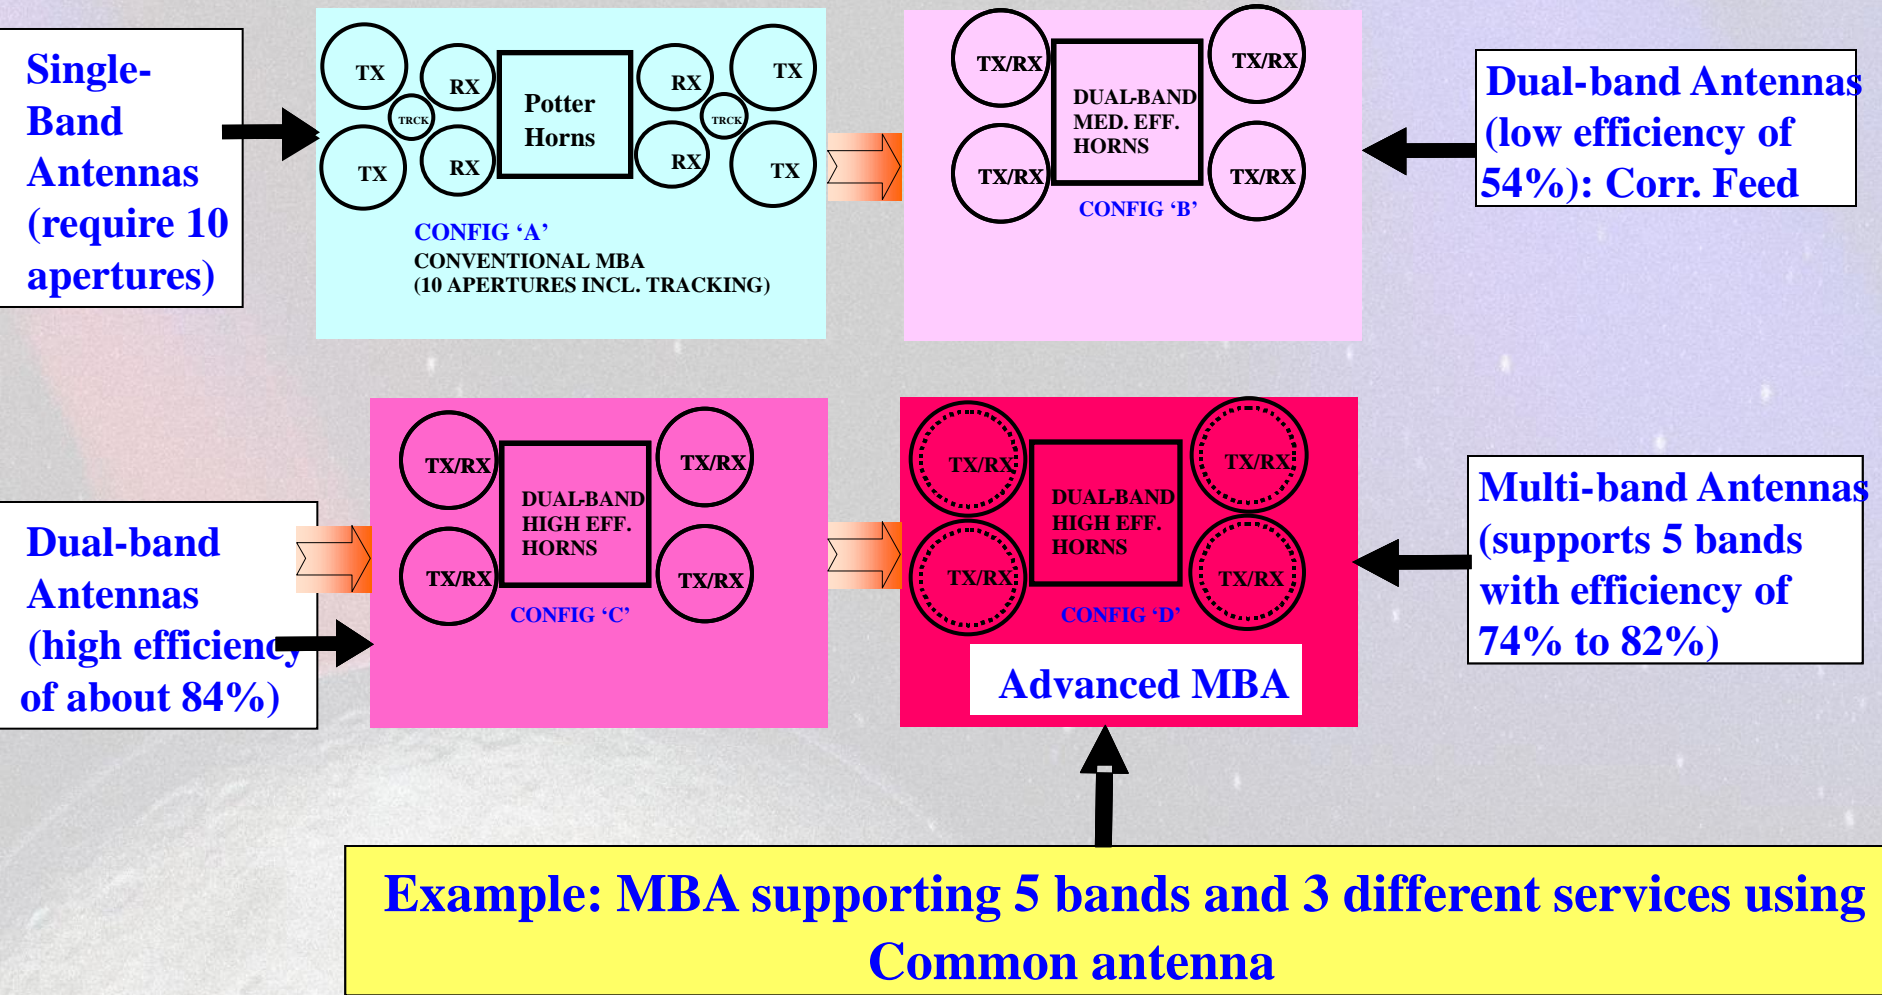 Single-
Band
Antennas
(require 10
apertures)
TX
RX
TRCK
TX
RX
Potter
Horns
RX
TX
TRCK
RX
TX
CONFIG ‘A’
CONVENTIONAL MBA
(10 APERTURES INCL. TRACKING)
TX/RX
TX/RX
DUAL-BAND
MED. EFF.
HORNS
TX/RX
TX/RX
CONFIG ‘B’
Dual-band Antennas
(low efficiency of
54%): Corr. Feed
Dual-band
Antennas
(high efficiency
of about 84%)
TX/RX
TX/RX
DUAL-BAND
HIGH EFF.
HORNS
TX/RX
TX/RX
CONFIG ‘C’
TX/RX
TX/RX
DUAL-BAND
HIGH EFF.
HORNS
TX/RX
TX/RX
CONFIG ‘D’
Advanced MBA
Multi-band Antennas
(supports 5 bands
with efficiency of
74% to 82%)
Example: MBA supporting 5 bands and 3 different services using
Common antenna